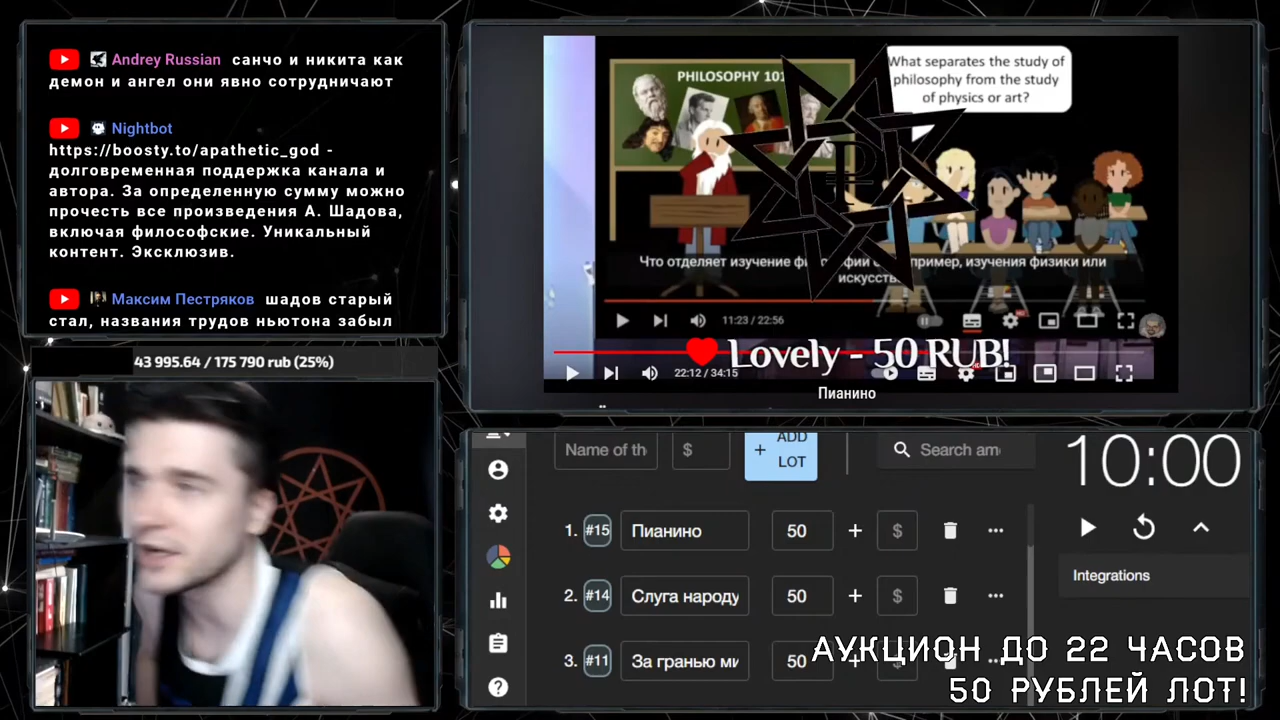 Andrey Russian санчо и никита как
демон и ангел они явно сотрудничают
Nightbot
https://boosty.to/apathetic_god -
долговременная поддержка канала и
автора. За определенную сумму можно
прочесть все произведения А. Шадова,
включая философские. Уникальный
контент. Эксклюзив.
Максим Пестряков шадов старый
стал, названия трудов ньютона забыл
43 995.64 / 175 790 rub (25%)
PHILOSOPHY 101
What separates the study of
philosophy from the study
of physics or art?
Что отделяет изучение
изучения физики или
искусств
11:23 / 22:56
Lovely - 50 RUB!
22:12 / 34:15
Пианино
Name of th
$
+ ADD
LOT
Search am
10:00
1. #15 Пианино 50 + $
2. #14 Слуга народу 50 + $
3. #11 За гранью ми 50
Integrations
АУКЦИОН ДО 22 ЧАСОВ
50 РУБЛЕЙ ЛОТ!